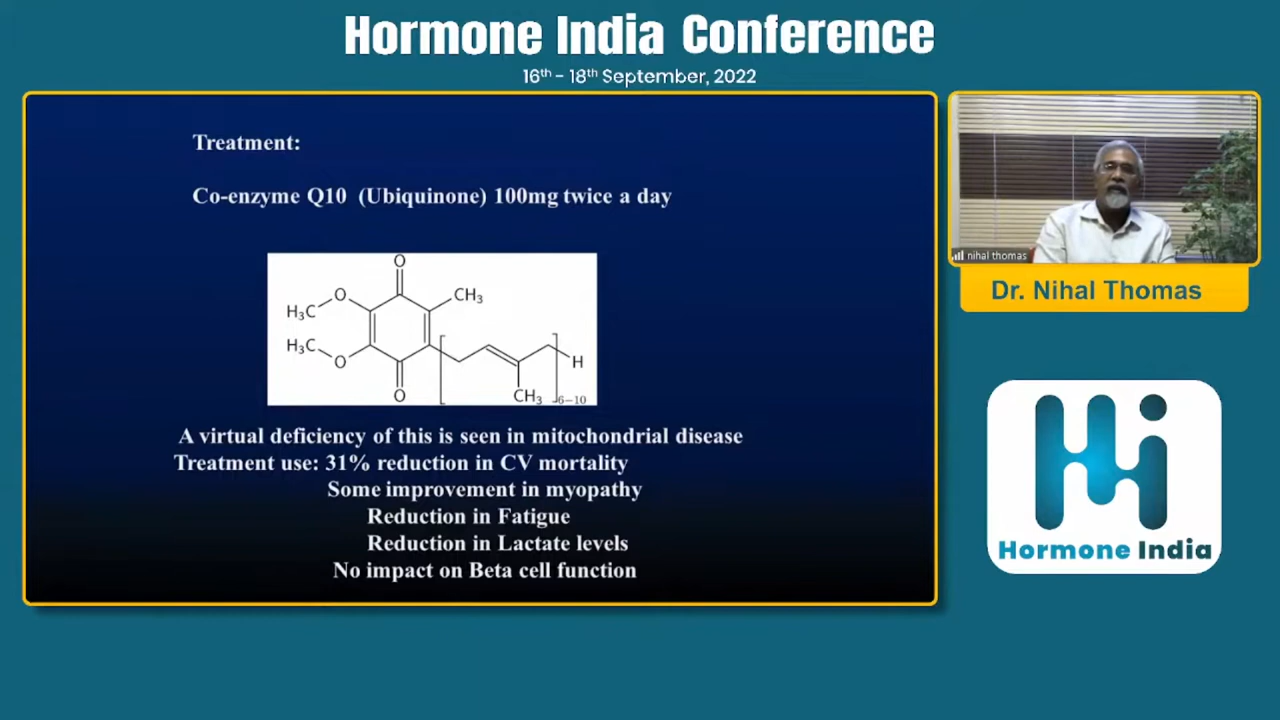 Hormone India Conference
16th - 18th September, 2022
Treatment:
Co-enzyme Q10 (Ubiquinone) 100mg twice a day
O
H₃C O CH₃
H₃C O
O CH₃ 6-10 H
A virtual deficiency of this is seen in mitochondrial disease
Treatment use: 31% reduction in CV mortality
Some improvement in myopathy
Reduction in Fatigue
Reduction in Lactate levels
No impact on Beta cell function
nihal thomas
Dr. Nihal Thomas
Hi
Hormone India